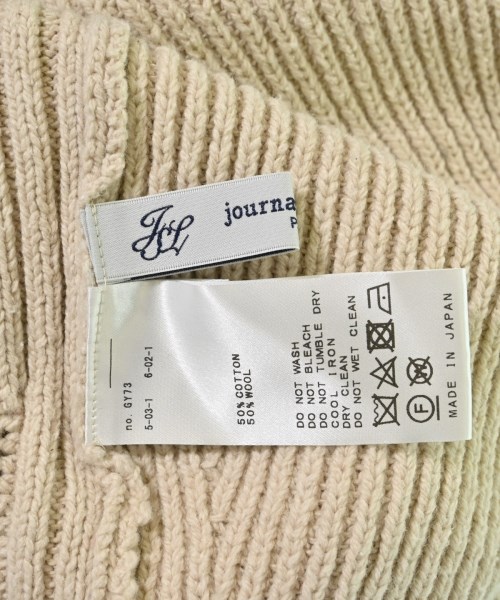 JSL
journa
no. GY73
5-03-1 6-02-1
50% COTTON
50% WOOL
DO NOT WASH
DO NOT BLEACH
DO NOT TUMBLE DRY
COOL IRON
DRY CLEAN
DO NOT WET CLEAN
F
W
MADE IN JAPAN